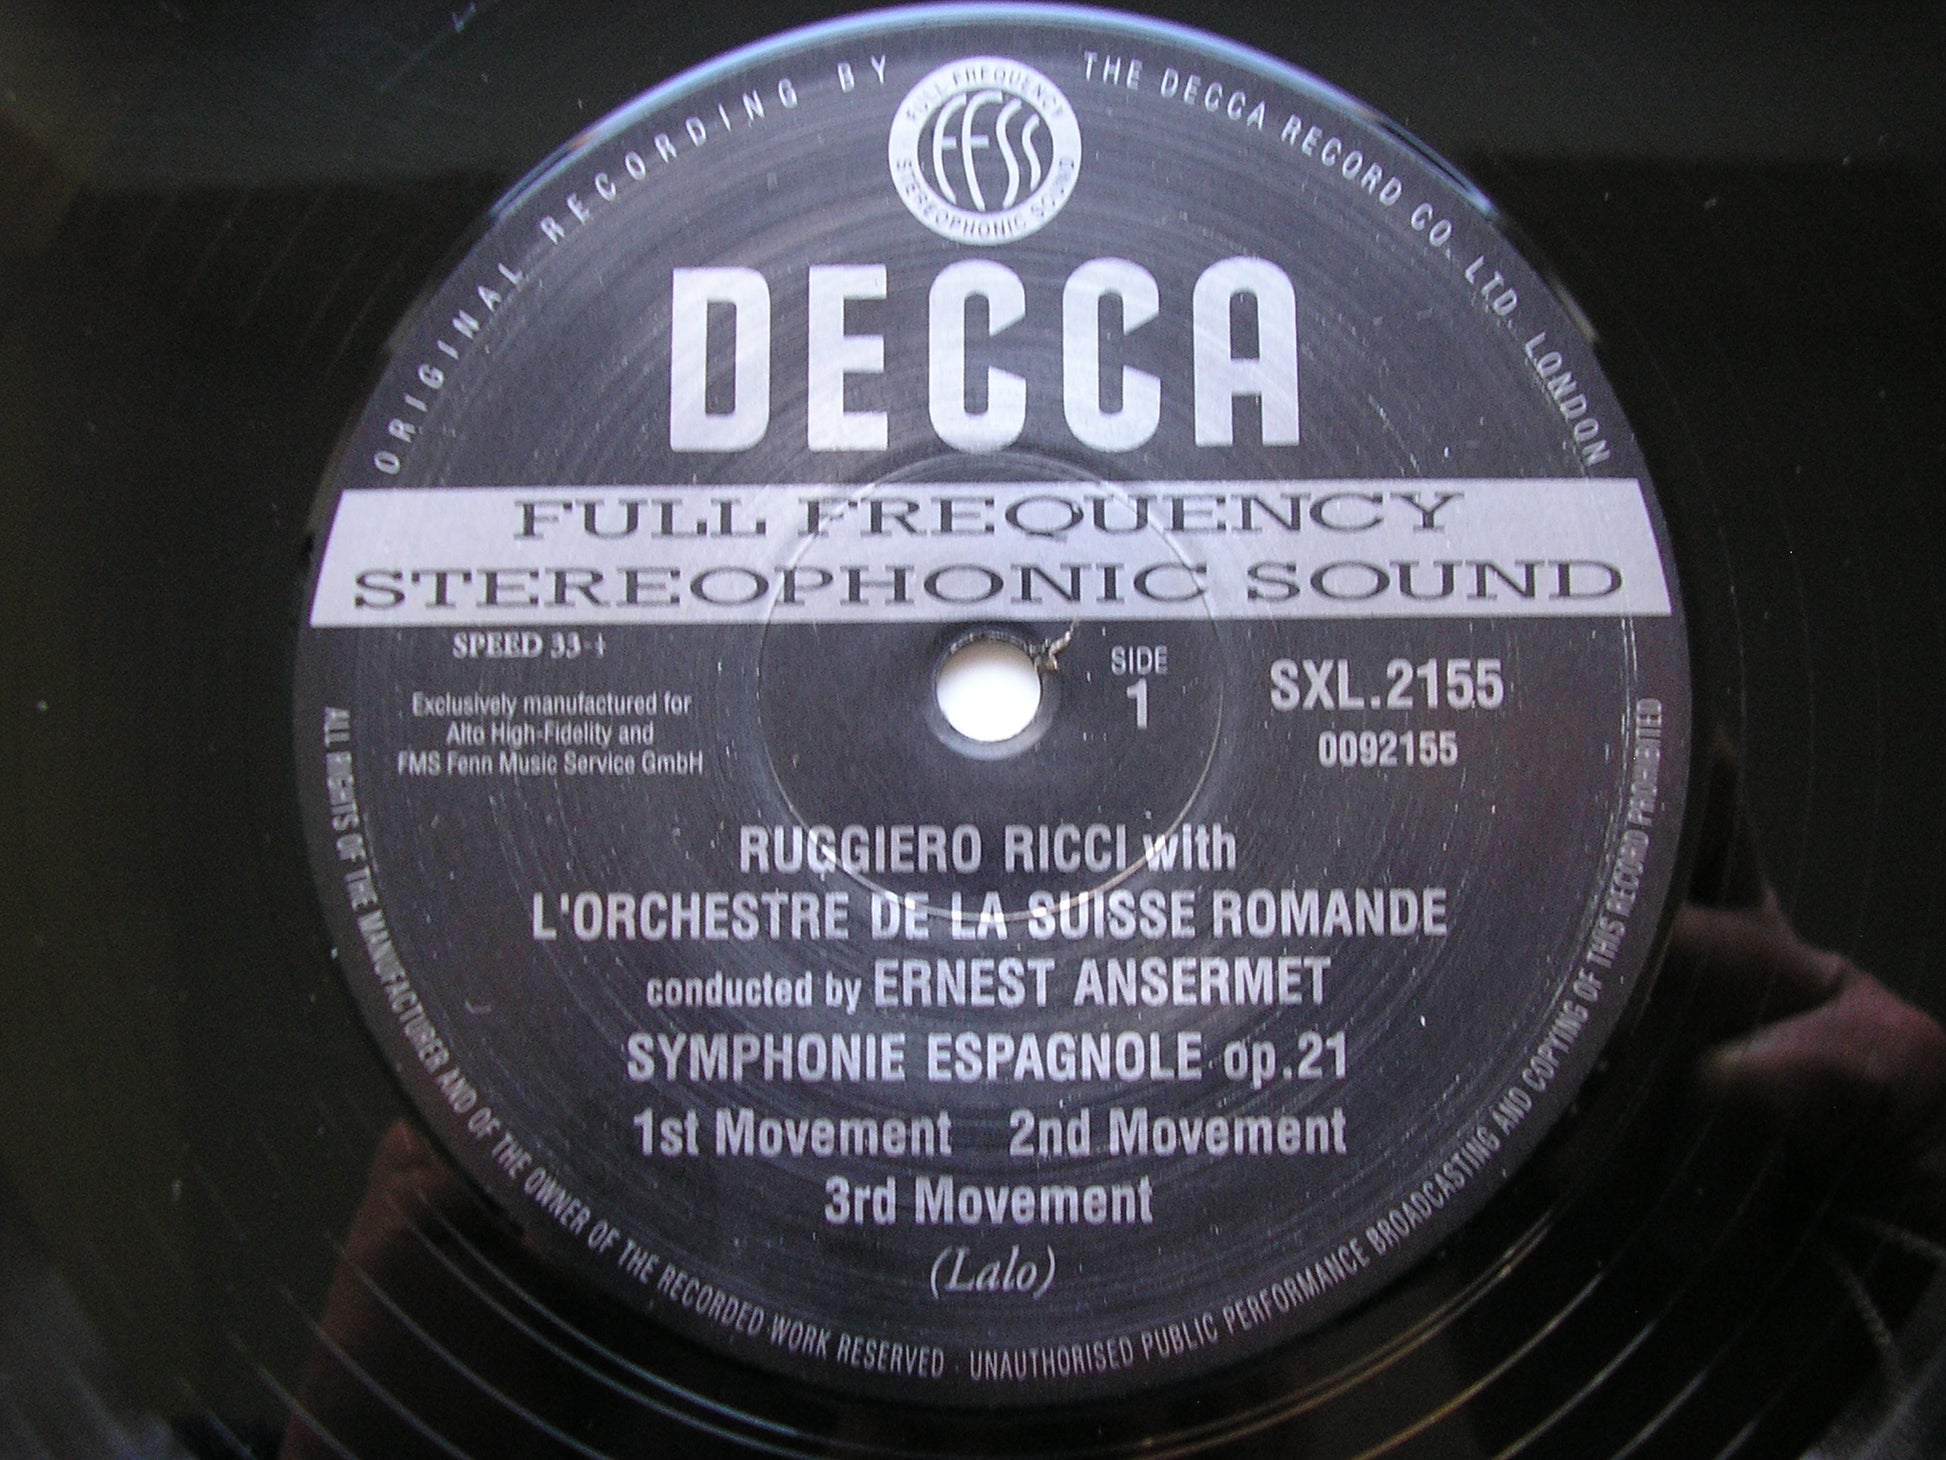 ORIGINAL RECORDING BY THE DECCA RECORD CO. LTD. LONDON
FULL FREQUENCY
FFSS
STEREOPHONIC SOUND
DECCA
FULL FREQUENCY
STEREOPHONIC SOUND
SPEED 33
Exclusively manufactured for
Alto High-Fidelity and
FMS Fenn Music Service GmbH
SIDE
1
SXL.2155
0092155
RUGGIERO RICCI with
L'ORCHESTRE DE LA SUISSE ROMANDE
conducted by ERNEST ANSERMET
SYMPHONIE ESPAGNOLE op.21
1st Movement 2nd Movement
3rd Movement
(Lalo)
ALL RIGHTS OF THE MANUFACTURER AND OF THE OWNER OF THE RECORDED WORK RESERVED · UNAUTHORISED PUBLIC PERFORMANCE BROADCASTING AND COPYING OF THIS RECORD PROHIBITED